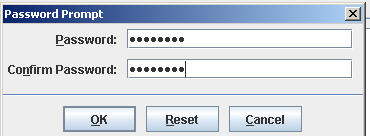 Password Prompt
Password: ••••••••
Confirm Password: ••••••••
OK Reset Cancel